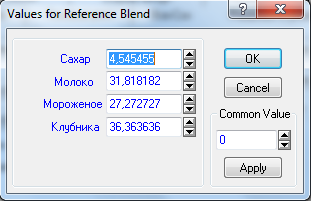 Values for Reference Blend
Сахар 4,545455
Молоко 31,818182
Мороженое 27,272727
Клубника 36,363636
OK
Cancel
Common Value
0
Apply